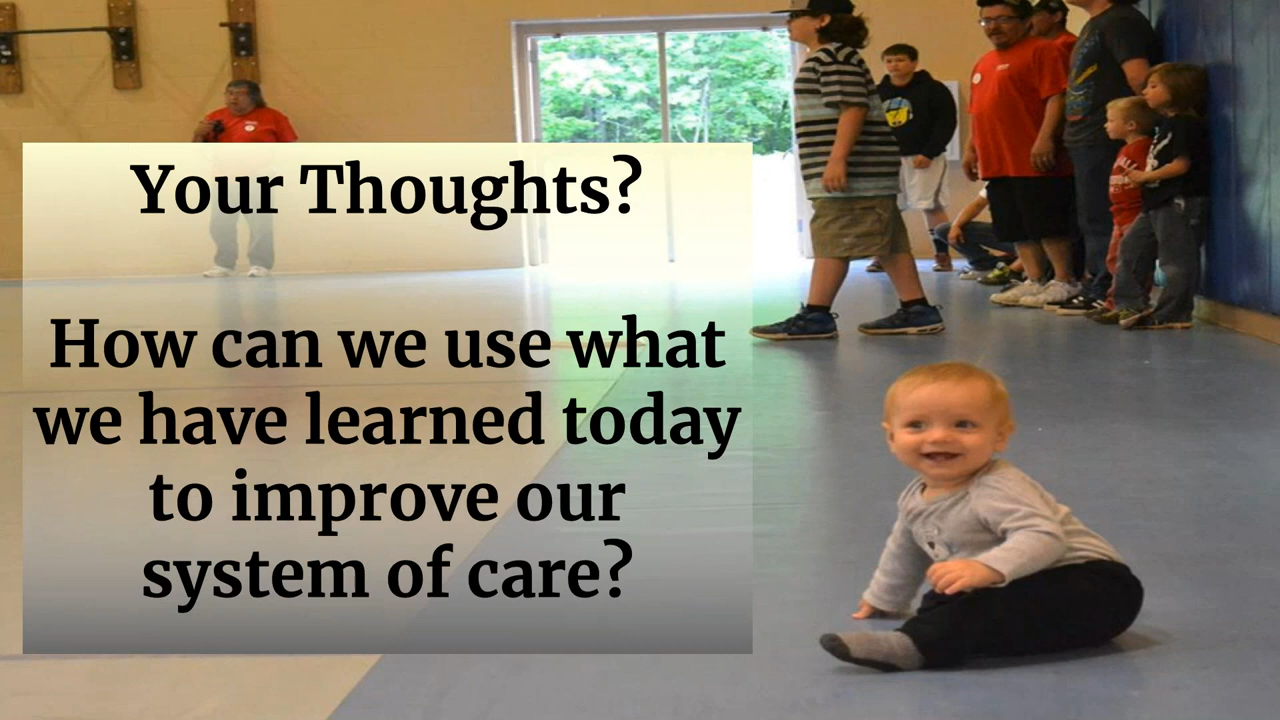 Your Thoughts?
How can we use what
we have learned today
to improve our
system of care?